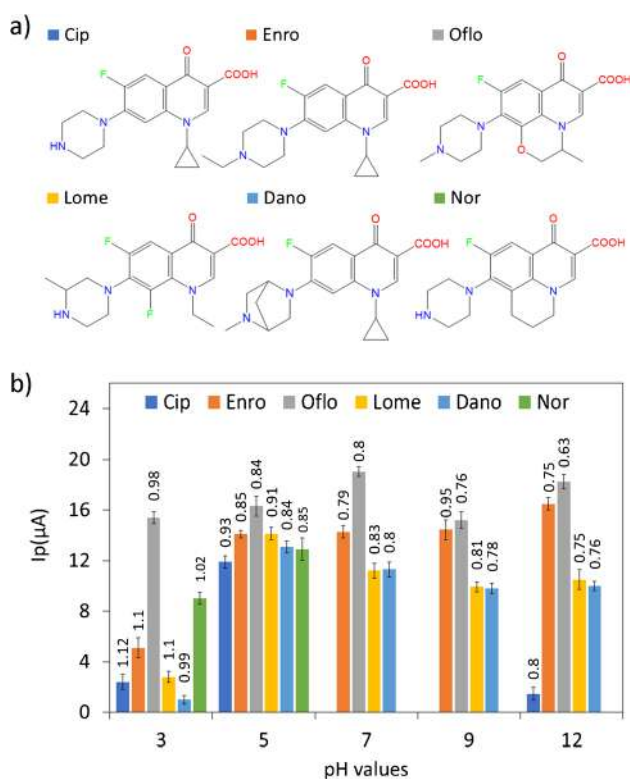 a)
Cip Enro Oflo
O O O
F COOH F COOH F COOH
N N N N N N
HN N N O
Lome Dano Nor
O O O
F COOH F COOH F COOH
N N N N N N
HN F N HN
b)
Cip Enro Oflo Lome Dano Nor
24
20
16
12
8
4
0
Ip(µA)
1.12 1.1 0.98 1.1 0.99 1.02
0.93 0.85 0.84 0.91 0.84 0.85
0.79 0.8 0.83 0.8
0.95 0.76 0.81 0.78
0.8 0.75 0.63 0.75 0.76
3 5 7 9 12
pH values